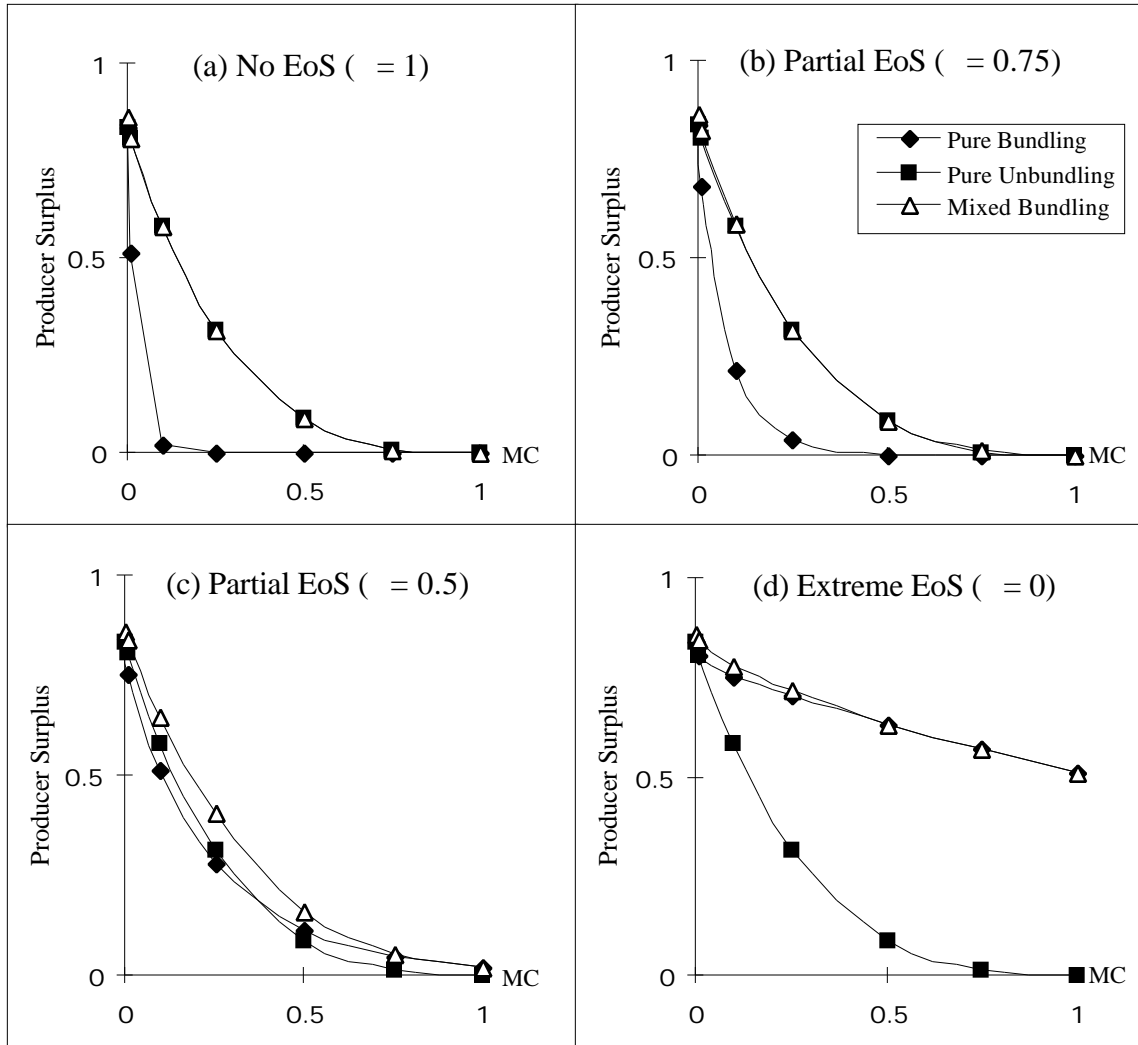 (a) No EoS ( = 1)
1
0.5
0
Producer Surplus
MC
0 0.5 1
(b) Partial EoS ( = 0.75)
1
0.5
0
Producer Surplus
Pure Bundling
Pure Unbundling
Mixed Bundling
MC
0 0.5 1
(c) Partial EoS ( = 0.5)
1
0.5
0
Producer Surplus
MC
0 0.5 1
(d) Extreme EoS ( = 0)
1
0.5
0
Producer Surplus
MC
0 0.5 1